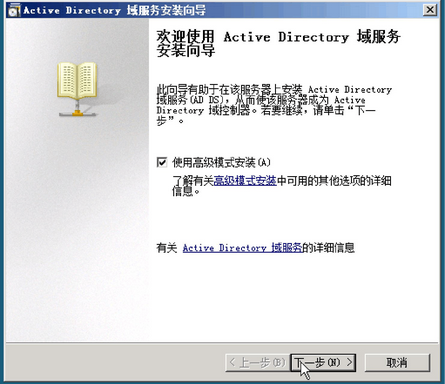 Active Directory 域服务安装向导
欢迎使用 Active Directory 域服务
安装向导
此向导有助于在该服务器上安装 Active Directory
域服务(AD DS)，从而使该服务器成为 Active
Directory 域控制器。若要继续，请单击“下一
步”。
使用高级模式安装(A)
了解有关高级模式安装中可用的其他选项的详细
信息。
有关 Active Directory 域服务的详细信息
< 上一步(B) 下一步(N) > 取消